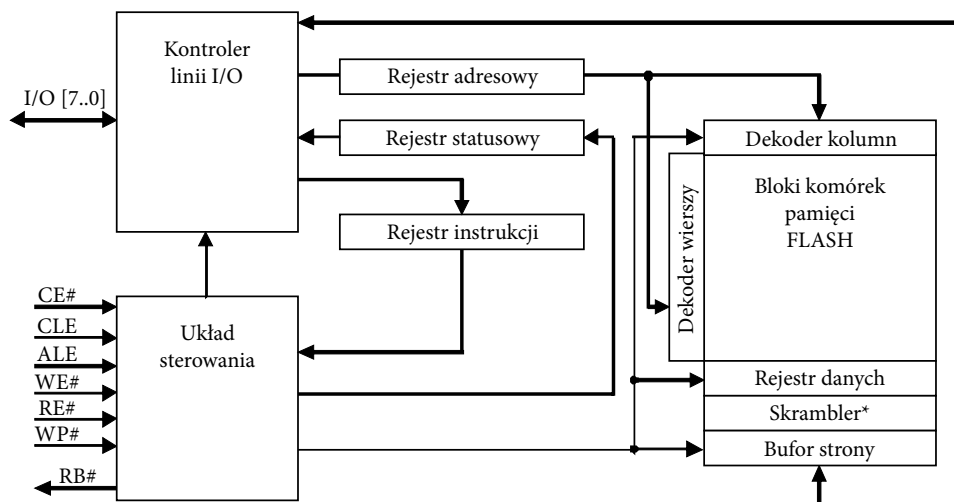 Kontroler
linii I/O
I/O [7..0]
Rejestr adresowy
Rejestr statusowy
Rejestr instrukcji
Dekoder kolumn
Dekoder wierszy
Bloki komórek
pamięci
FLASH
CE#
CLE
ALE
WE#
RE#
WP#
RB#
Układ
sterowania
Rejestr danych
Skrambler*
Bufor strony